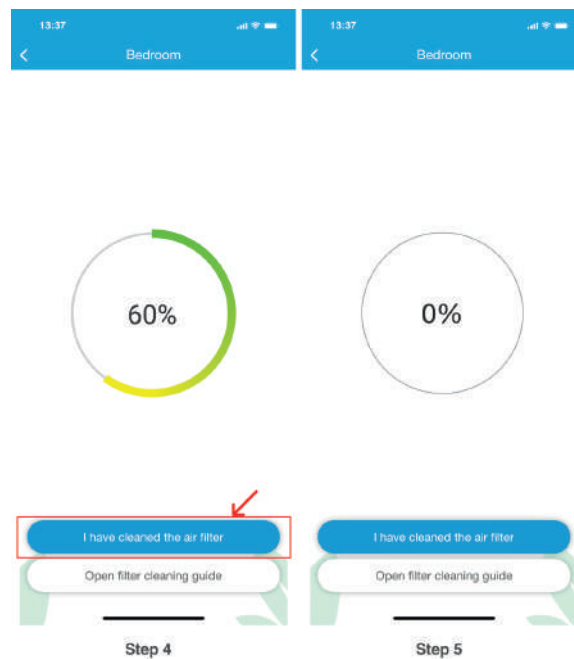 13:37
Bedroom
60%
I have cleaned the air filter
Open filter cleaning guide
Step 4
13:37
Bedroom
0%
I have cleaned the air filter
Open filter cleaning guide
Step 5